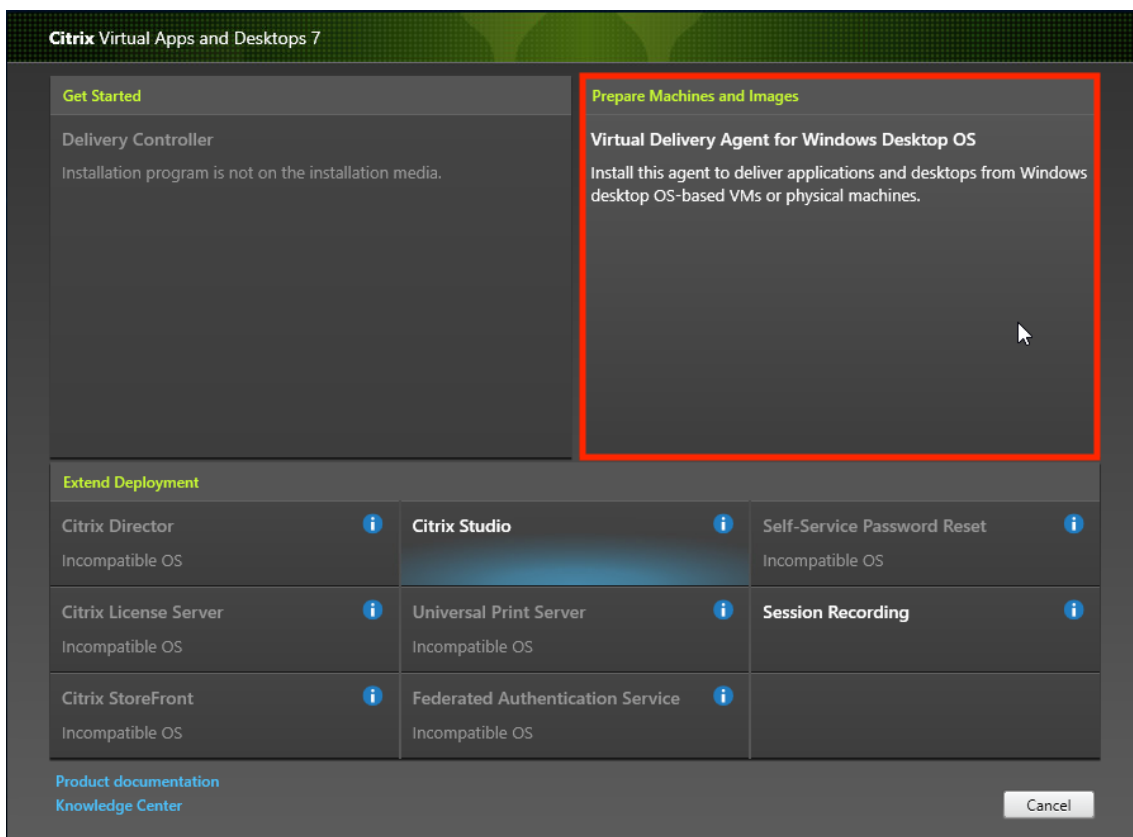 Citrix Virtual Apps and Desktops 7
Get Started
Delivery Controller
Installation program is not on the installation media.
Prepare Machines and Images
Virtual Delivery Agent for Windows Desktop OS
Install this agent to deliver applications and desktops from Windows
desktop OS-based VMs or physical machines.
Extend Deployment
Citrix Director
Incompatible OS
Citrix Studio
Self-Service Password Reset
Incompatible OS
Citrix License Server
Incompatible OS
Universal Print Server
Incompatible OS
Session Recording
Citrix StoreFront
Incompatible OS
Federated Authentication Service
Incompatible OS
Product documentation
Knowledge Center
Cancel